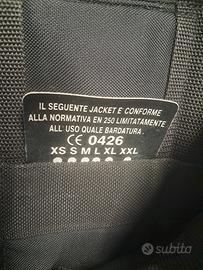 IL SEGUENTE JACKET E' CONFORME
ALLA NORMATIVA EN 250 LIMITATAMENTE
ALL' USO QUALE BARDATURA.
CE 0426
XS S M L XL XXL
subito